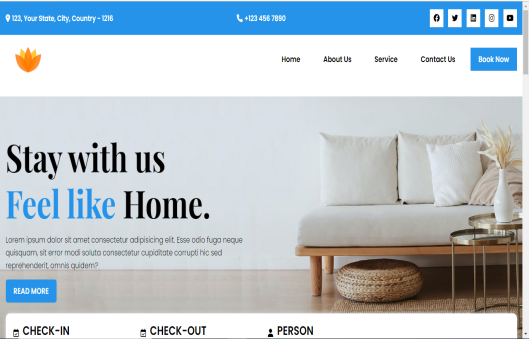 123, Your State, City, Country - 1216
+123 456 7890
Home
About Us
Service
Contact Us
Book Now
Stay with us
Feel like Home.
Lorem ipsum dolor sit amet consectetur adipisicing elit. Esse odio fuga neque
quisquam, sit error modi soluta consectetur cupiditate corrupti hic sed
reprehenderit, omnis quidem?
READ MORE
CHECK-IN
CHECK-OUT
PERSON